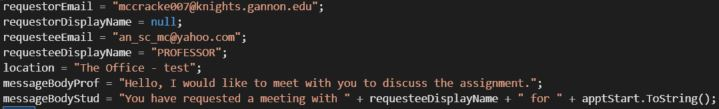 requestorEmail = "mccracke007@knights.gannon.edu";
requestorDisplayName = null;
requesteeEmail = "an_sc_mc@yahoo.com";
requesteeDisplayName = "PROFESSOR";
location = "The Office - test";
messageBodyProf = "Hello, I would like to meet with you to discuss the assignment.";
messageBodyStud = "You have requested a meeting with " + requesteeDisplayName + " for " + apptStart.ToString();